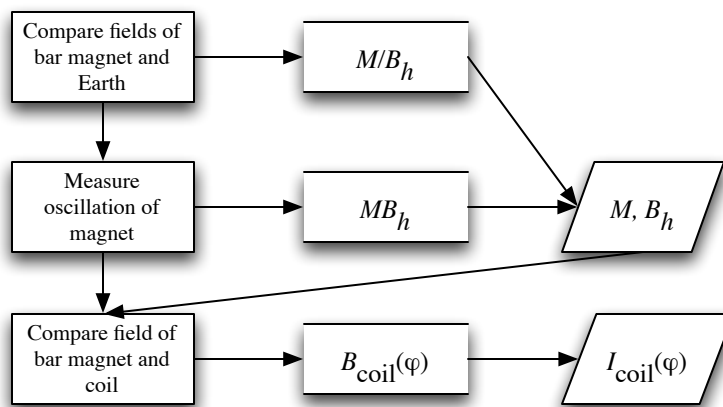 Compare fields of
bar magnet and
Earth
M/B_h
Measure
oscillation of
magnet
MB_h
M, B_h
Compare field of
bar magnet and
coil
B_coil(φ)
I_coil(φ)